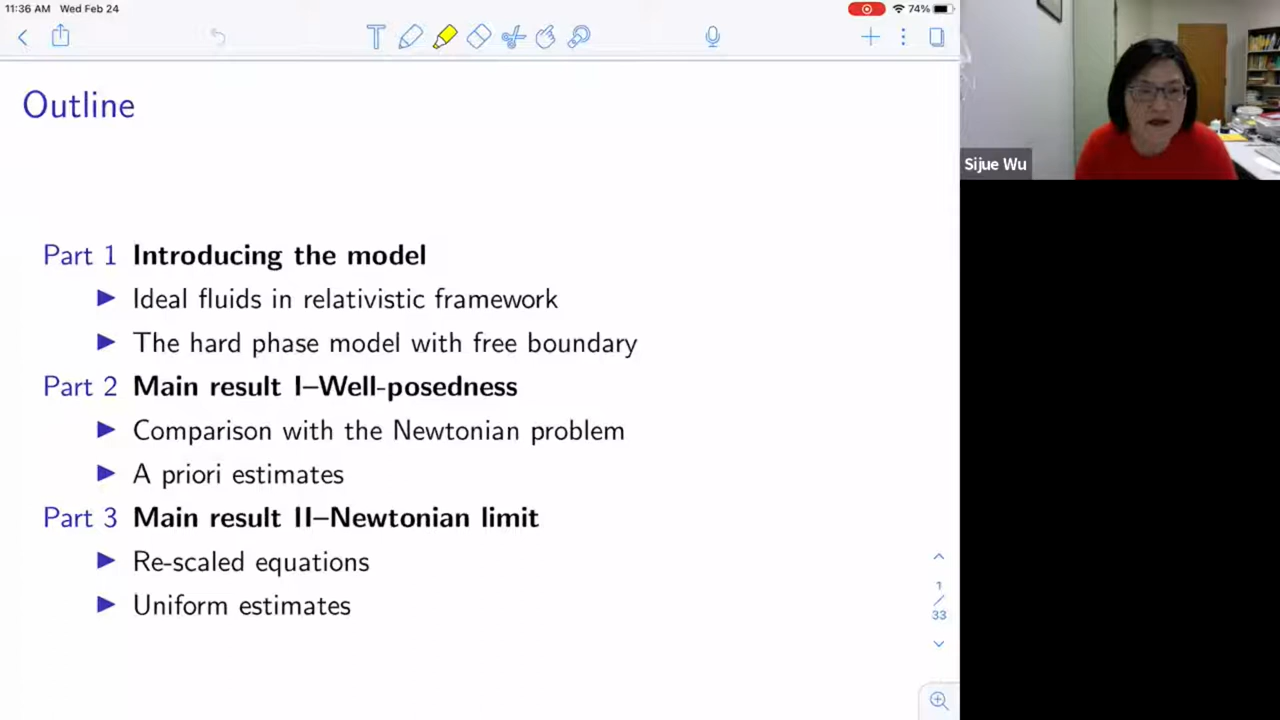 11:36 AM Wed Feb 24
74%
Outline
Part 1 Introducing the model
▶ Ideal fluids in relativistic framework
▶ The hard phase model with free boundary
Part 2 Main result I–Well-posedness
▶ Comparison with the Newtonian problem
▶ A priori estimates
Part 3 Main result II–Newtonian limit
▶ Re-scaled equations
▶ Uniform estimates
1
/
33
Sijue Wu